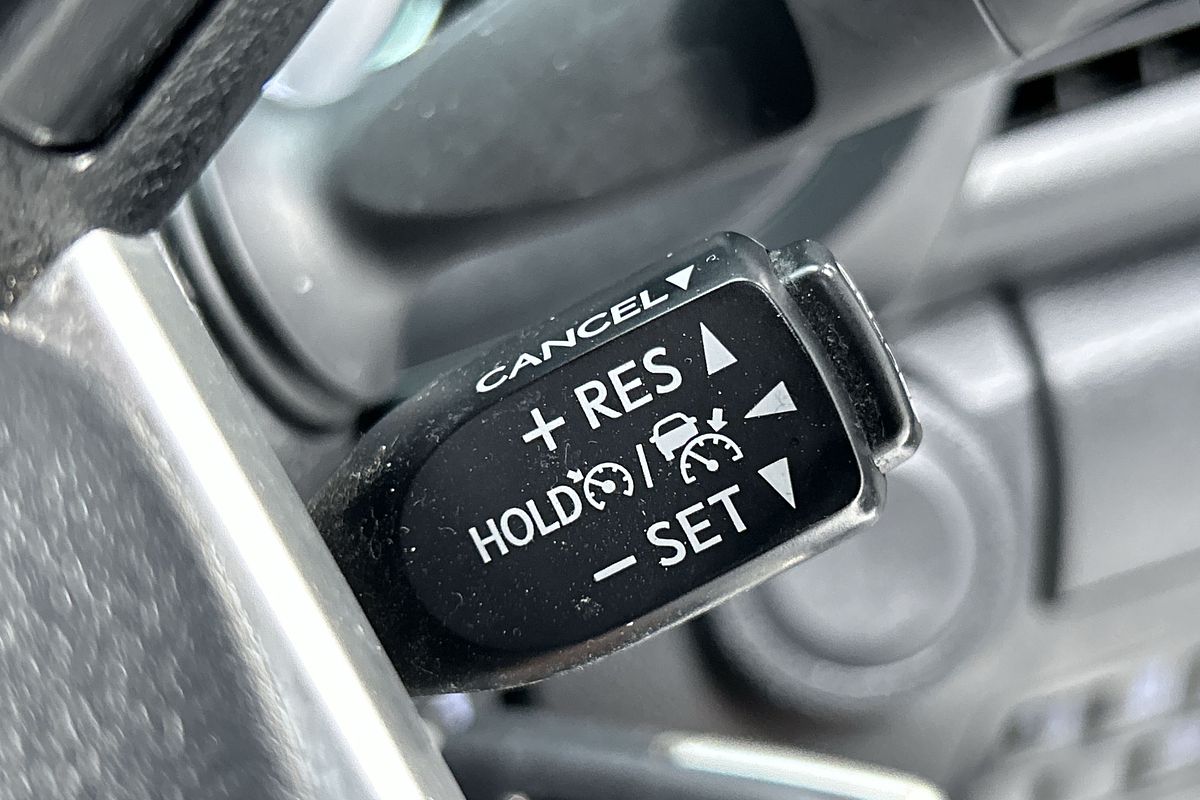 CANCEL
+ RES
HOLD /
− SET